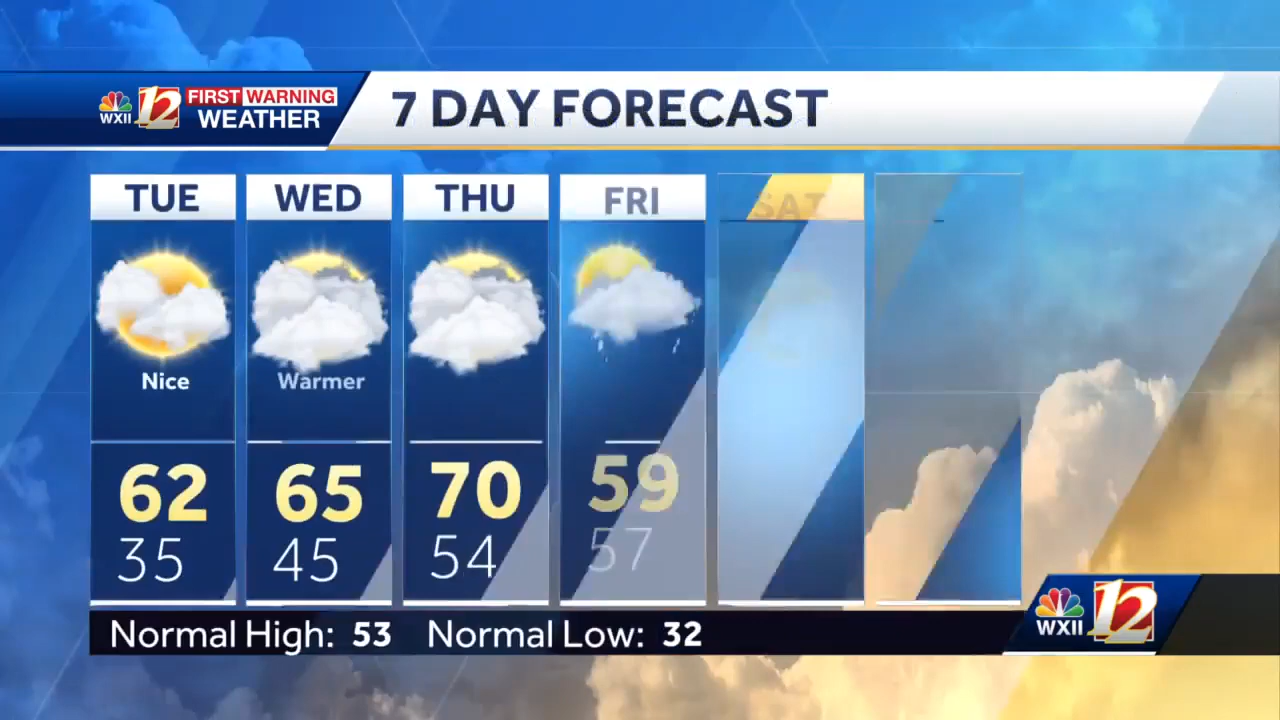 WXII 12 FIRST WARNING WEATHER
7 DAY FORECAST
TUE WED THU FRI SAT
Nice Warmer
62 65 70 59
35 45 54 57
Normal High: 53 Normal Low: 32
WXII 12